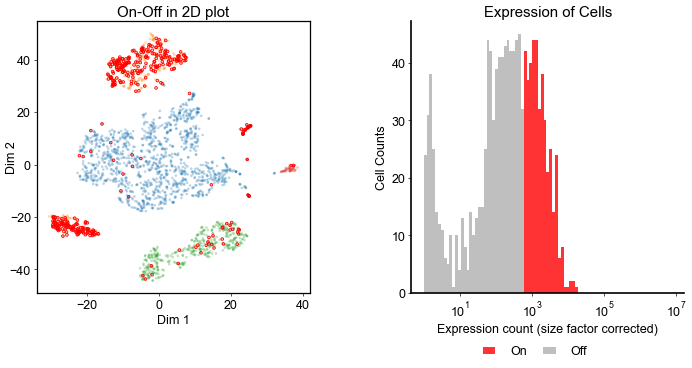 On-Off in 2D plot
40
20
0
−20
−40
Dim 2
−20
0
20
40
Dim 1
Expression of Cells
40
30
20
10
0
Cell Counts
10^1
10^3
10^5
10^7
Expression count (size factor corrected)
On
Off